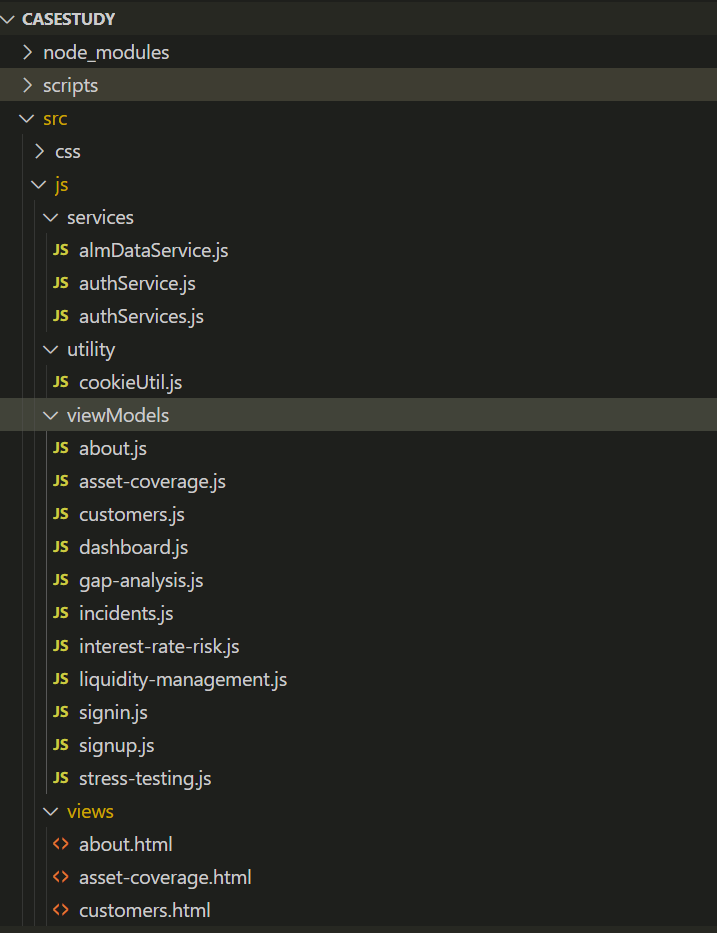 CASESTUDY
node_modules
scripts
src
css
js
services
JS almDataService.js
JS authService.js
JS authServices.js
utility
JS cookieUtil.js
viewModels
JS about.js
JS asset-coverage.js
JS customers.js
JS dashboard.js
JS gap-analysis.js
JS incidents.js
JS interest-rate-risk.js
JS liquidity-management.js
JS signin.js
JS signup.js
JS stress-testing.js
views
<> about.html
<> asset-coverage.html
<> customers.html